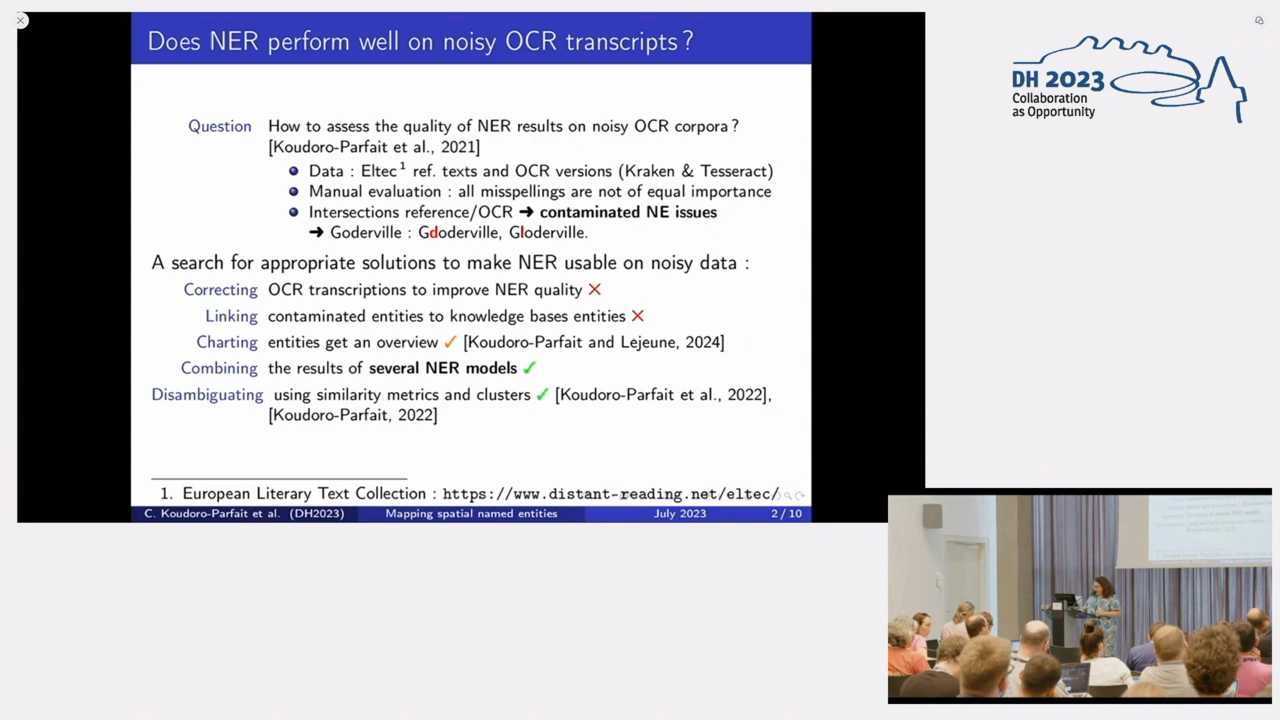 Does NER perform well on noisy OCR transcripts ?
Question How to assess the quality of NER results on noisy OCR corpora ?
[Koudoro-Parfait et al., 2021]
Data : Eltec 1 ref. texts and OCR versions (Kraken & Tesseract)
Manual evaluation : all misspellings are not of equal importance
Intersections reference/OCR ➜ contaminated NE issues
➜ Goderville : Gdoderville, Gloderville.
A search for appropriate solutions to make NER usable on noisy data :
Correcting OCR transcriptions to improve NER quality ✕
Linking contaminated entities to knowledge bases entities ✕
Charting entities get an overview ✓ [Koudoro-Parfait and Lejeune, 2024]
Combining the results of several NER models ✓
Disambiguating using similarity metrics and clusters ✓ [Koudoro-Parfait et al., 2022],
[Koudoro-Parfait, 2022]
1. European Literary Text Collection : https://www.distant-reading.net/eltec/
C. Koudoro-Parfait et al. (DH2023) Mapping spatial named entities July 2023 2 / 10
DH 2023
Collaboration
as Opportunity